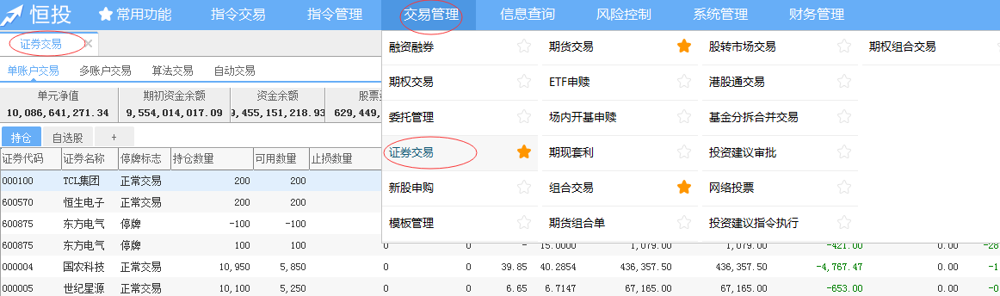 恒投 常用功能 指令交易 指令管理 交易管理 信息查询 风险控制 系统管理 财务管理
证券交易
单账户交易 多账户交易 算法交易 自动交易
单元净值 期初资金余额 资金余额
10,086,641,271.34 9,554,014,017.09 9,455,151,218.93 629,449,
持仓 自选股 +
证券代码 证券名称 停牌标志 持仓数量 可用数量 止损数量
000100 TCL集团 正常交易 200 200
600570 恒生电子 正常交易 200 200
600875 东方电气 停牌 -100 -100
600875 东方电气 停牌 100 100 0 0 - 15.0000 1,079.00 1,079.00 -421.00 0.00 -28
000004 国农科技 正常交易 10,950 5,850 0 0 39.85 40.2854 436,357.50 436,357.50 -4,767.47 0.00 -1
000005 世纪星源 正常交易 10,100 5,250 0 0 6.65 6.7147 67,165.00 67,165.00 -653.00 0.00
融资融券 期货交易 股转市场交易 期权组合交易
期权交易 ETF申赎 港股通交易
委托管理 场内开基申赎 基金分拆合并交易
证券交易 期现套利 投资建议审批
新股申购 组合交易 网络投票
模板管理 期货组合单 投资建议指令执行